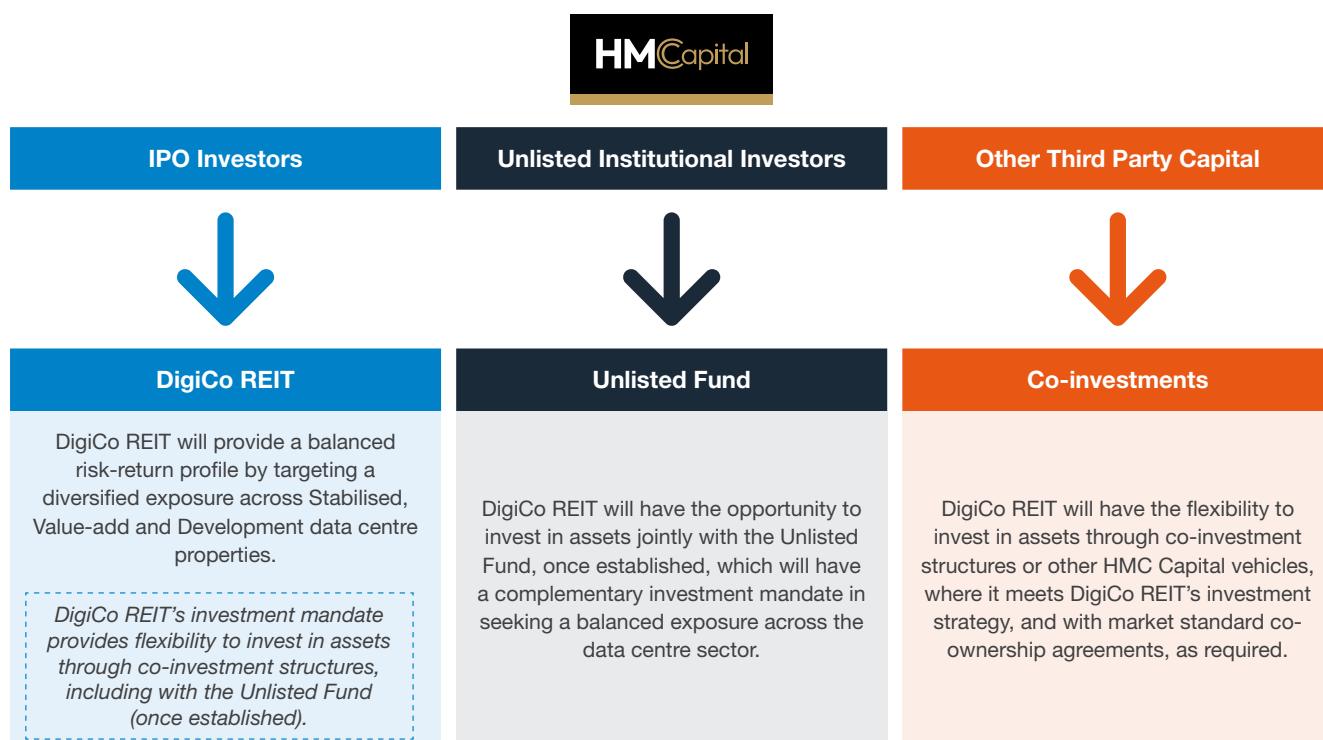 HMCapital
IPO Investors
Unlisted Institutional Investors
Other Third Party Capital
DigiCo REIT
DigiCo REIT will provide a balanced
risk-return profile by targeting a
diversified exposure across Stabilised,
Value-add and Development data centre
properties.
DigiCo REIT’s investment mandate
provides flexibility to invest in assets
through co-investment structures,
including with the Unlisted Fund
(once established).
Unlisted Fund
DigiCo REIT will have the opportunity to
invest in assets jointly with the Unlisted
Fund, once established, which will have
a complementary investment mandate in
seeking a balanced exposure across the
data centre sector.
Co-investments
DigiCo REIT will have the flexibility to
invest in assets through co-investment
structures or other HMC Capital vehicles,
where it meets DigiCo REIT’s investment
strategy, and with market standard co-
ownership agreements, as required.